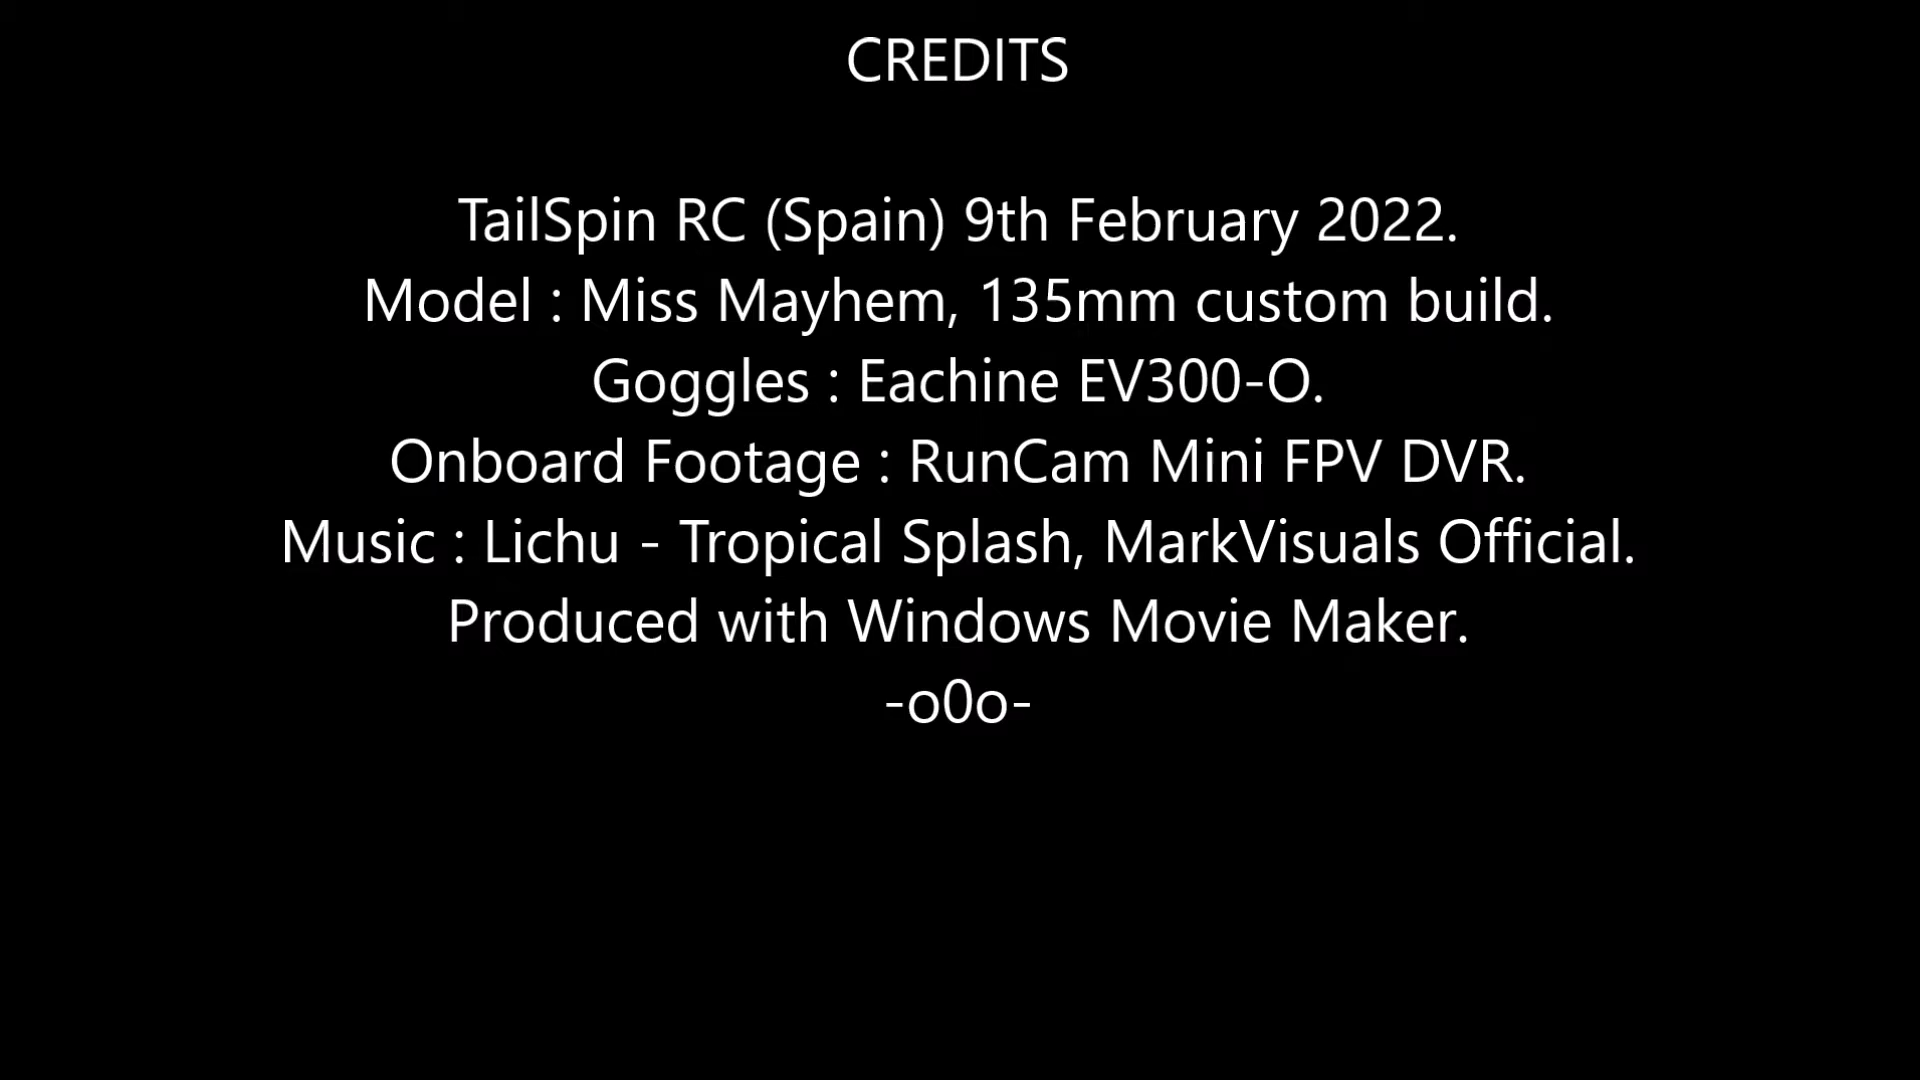 CREDITS
TailSpin RC (Spain) 9th February 2022.
Model : Miss Mayhem, 135mm custom build.
Goggles : Eachine EV300-O.
Onboard Footage : RunCam Mini FPV DVR.
Music : Lichu - Tropical Splash, MarkVisuals Official.
Produced with Windows Movie Maker.
-o0o-